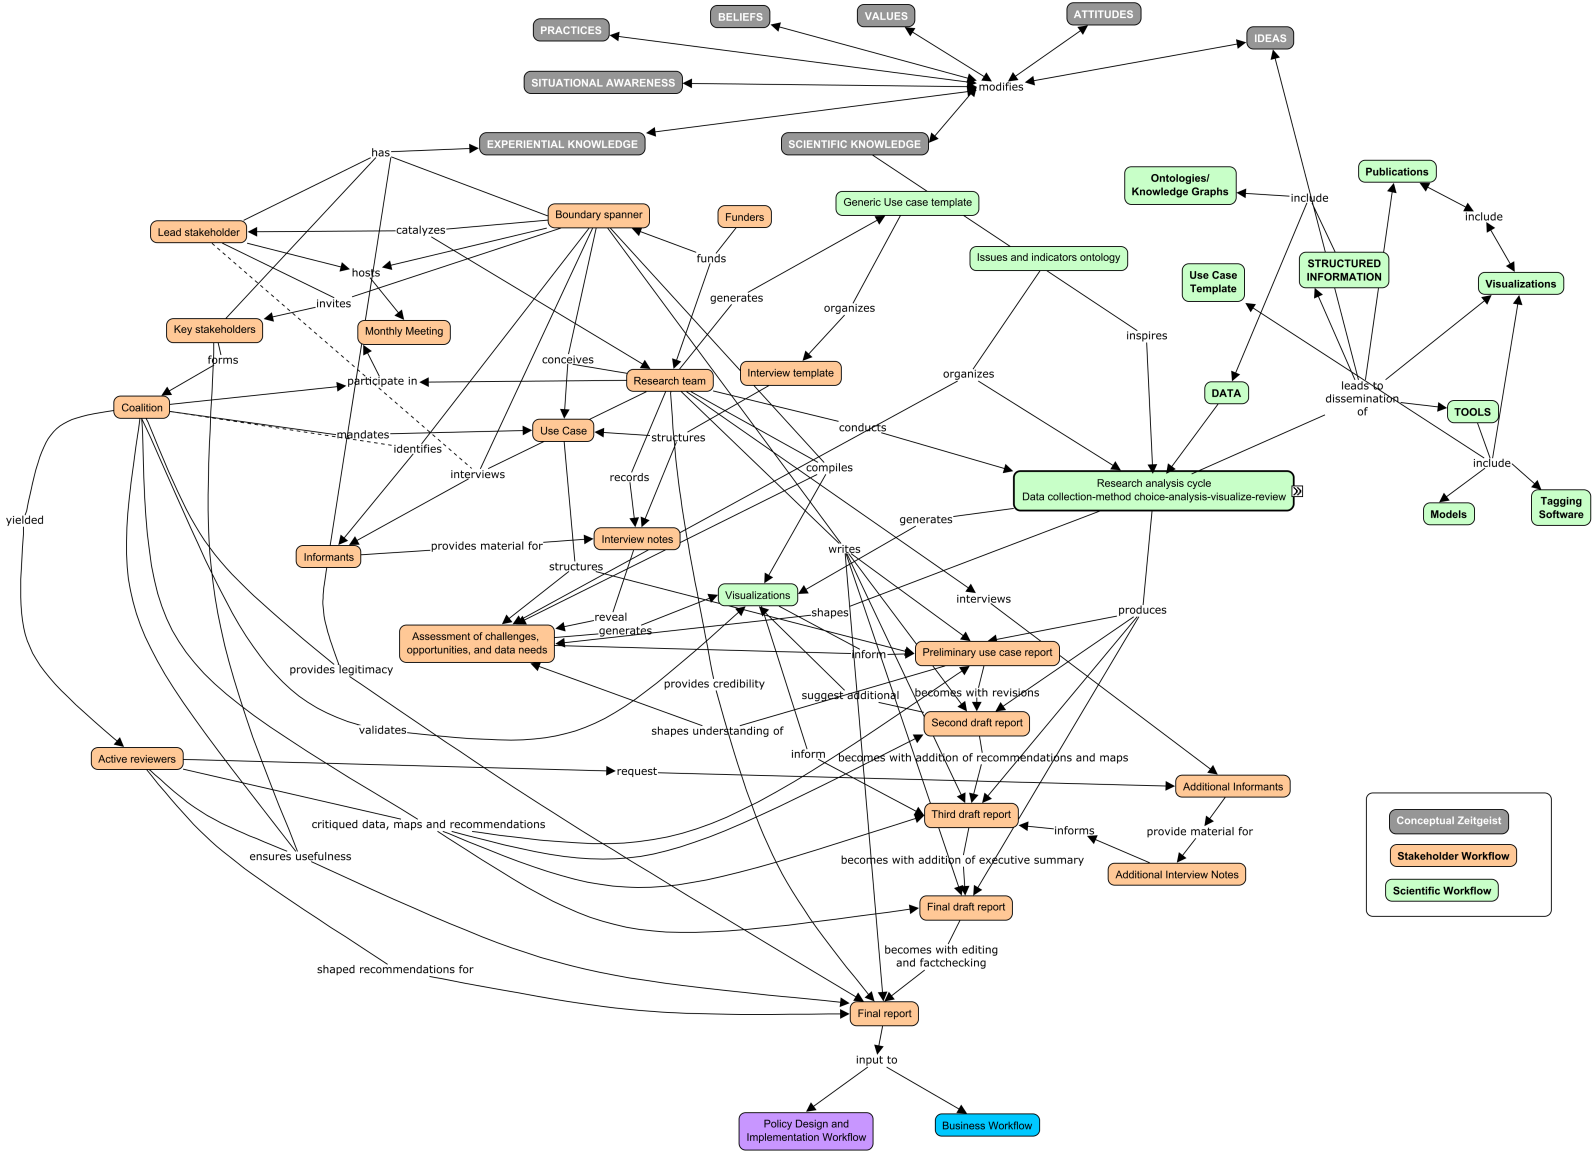 BELIEFS
VALUES
ATTITUDES
PRACTICES
IDEAS
SITUATIONAL AWARENESS
modifies
EXPERIENTIAL KNOWLEDGE
SCIENTIFIC KNOWLEDGE
has
Publications
Ontologies/
Knowledge Graphs
include
include
Generic Use case template
Boundary spanner
Funders
Lead stakeholder
catalyzes
funds
Issues and indicators ontology
STRUCTURED
INFORMATION
hosts
Use Case
Template
Visualizations
generates
invites
organizes
Key stakeholders
Monthly Meeting
inspires
forms
conceives
Interview template
organizes
participate in
Research team
leads to
dissemination
of
DATA
Coalition
TOOLS
mandates
Use Case
structures
conducts
identifies
interviews
records
compiles
include
Research analysis cycle
Data collection-method choice-analysis-visualize-review
Models
Tagging
Software
yielded
generates
Informants
provides material for
Interview notes
writes
structures
Visualizations
interviews
reveal
generates
shapes
produces
Assessment of challenges,
opportunities, and data needs
inform
Preliminary use case report
provides legitimacy
provides credibility
suggest additional
becomes with revisions
validates
shapes understanding of
Second draft report
inform
becomes with addition of recommendations and maps
Active reviewers
request
Additional Informants
critiqued data, maps and recommendations
Third draft report
informs
provide material for
Conceptual Zeitgeist
Stakeholder Workflow
Scientific Workflow
ensures usefulness
becomes with addition of executive summary
Additional Interview Notes
Final draft report
shaped recommendations for
becomes with editing
and factchecking
Final report
input to
Policy Design and
Implementation Workflow
Business Workflow